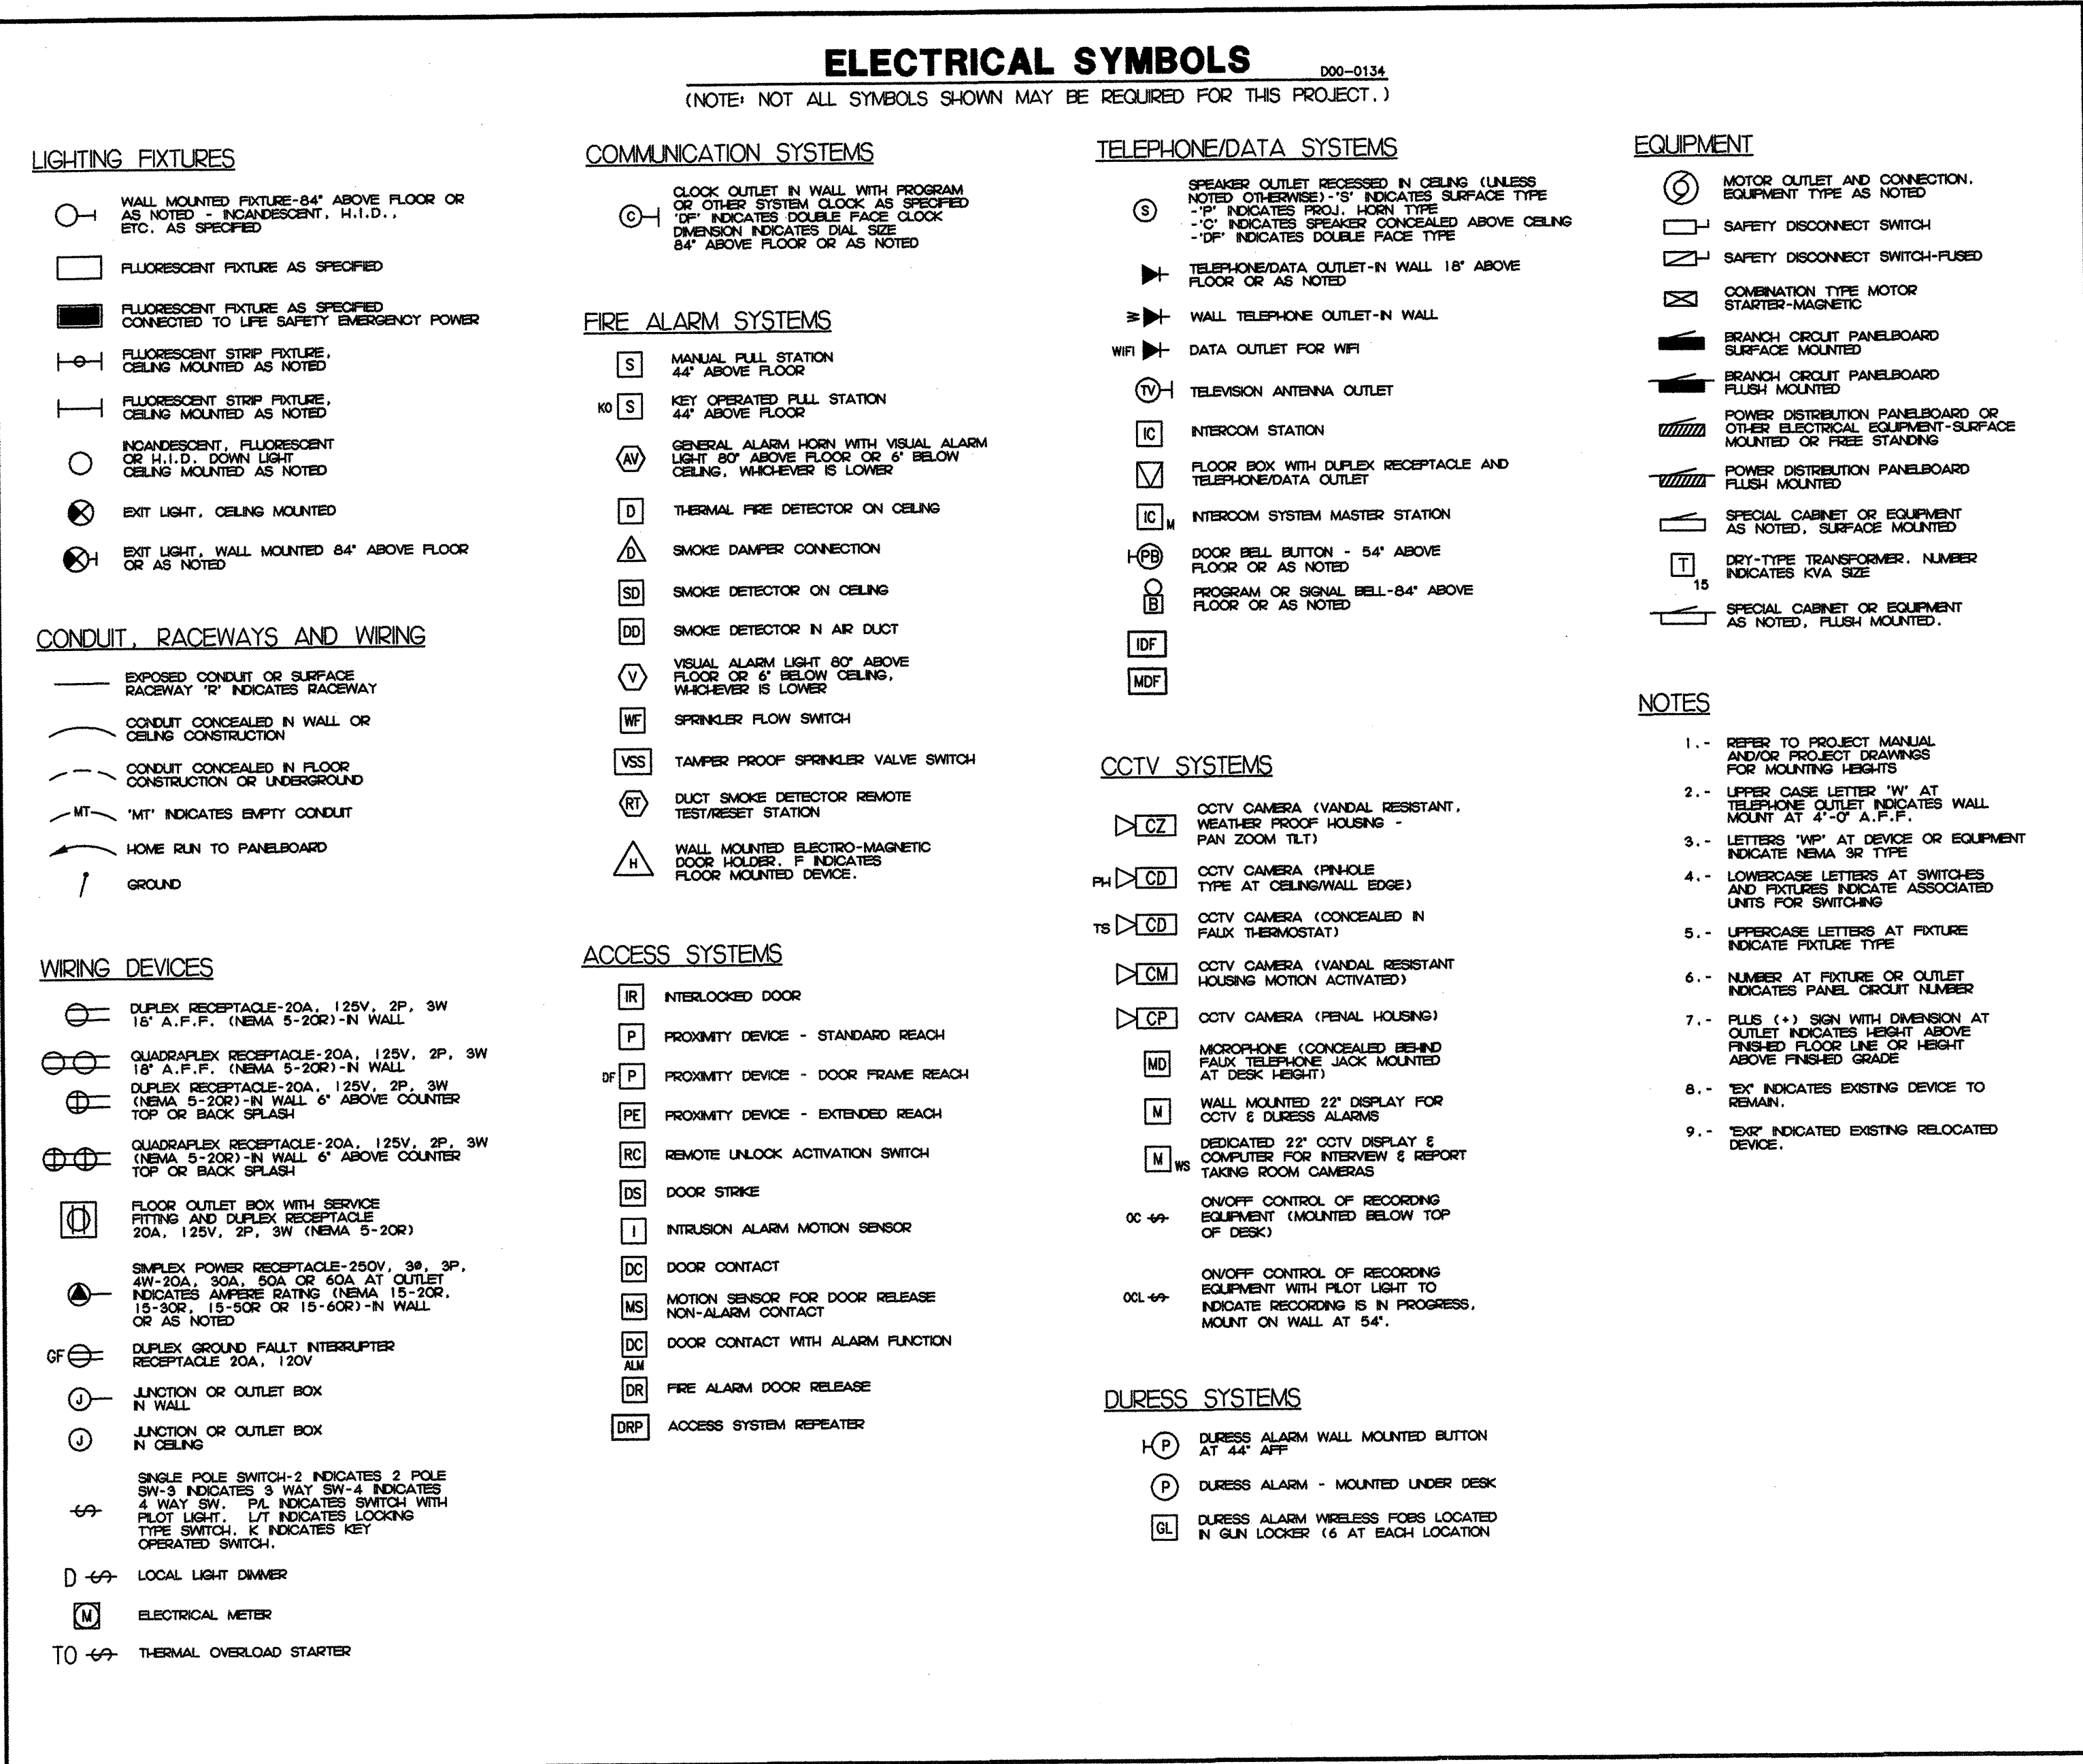 ELECTRICAL SYMBOLS
D00-0134
(NOTE: NOT ALL SYMBOLS SHOWN MAY BE REQUIRED FOR THIS PROJECT.)
LIGHTING FIXTURES
WALL MOUNTED FIXTURE-84" ABOVE FLOOR OR
AS NOTED - INCANDESCENT, H.I.D.,
ETC. AS SPECIFIED
FLUORESCENT FIXTURE AS SPECIFIED
FLUORESCENT FIXTURE AS SPECIFIED
CONNECTED TO LIFE SAFETY EMERGENCY POWER
FLUORESCENT STRIP FIXTURE,
CEILING MOUNTED AS NOTED
FLUORESCENT STRIP FIXTURE,
CEILING MOUNTED AS NOTED
INCANDESCENT, FLUORESCENT
OR H.I.D. DOWN LIGHT
CEILING MOUNTED AS NOTED
EXIT LIGHT, CEILING MOUNTED
EXIT LIGHT, WALL MOUNTED 84" ABOVE FLOOR
OR AS NOTED
CONDUIT, RACEWAYS AND WIRING
EXPOSED CONDUIT OR SURFACE
RACEWAY 'R' INDICATES RACEWAY
CONDUIT CONCEALED IN WALL OR
CEILING CONSTRUCTION
CONDUIT CONCEALED IN FLOOR
CONSTRUCTION OR UNDERGROUND
MT 'MT' INDICATES EMPTY CONDUIT
HOME RUN TO PANELBOARD
GROUND
WIRING DEVICES
DUPLEX RECEPTACLE-20A, 125V, 2P, 3W
18" A.F.F. (NEMA 5-20R)-IN WALL
QUADRAPLEX RECEPTACLE-20A, 125V, 2P, 3W
18" A.F.F. (NEMA 5-20R)-IN WALL
DUPLEX RECEPTACLE-20A, 125V, 2P, 3W
(NEMA 5-20R)-IN WALL 6" ABOVE COUNTER
TOP OR BACK SPLASH
QUADRAPLEX RECEPTACLE-20A, 125V, 2P, 3W
(NEMA 5-20R)-IN WALL 6" ABOVE COUNTER
TOP OR BACK SPLASH
FLOOR OUTLET BOX WITH SERVICE
FITTING AND DUPLEX RECEPTACLE
20A, 125V, 2P, 3W (NEMA 5-20R)
SIMPLEX POWER RECEPTACLE-250V, 3Ø, 3P,
4W-20A, 30A, 50A OR 60A AT OUTLET
INDICATES AMPERE RATING (NEMA 15-20R,
15-30R, 15-50R OR 15-60R)-IN WALL
OR AS NOTED
GF DUPLEX GROUND FAULT INTERRUPTER
RECEPTACLE 20A, 120V
J JUNCTION OR OUTLET BOX
IN WALL
J JUNCTION OR OUTLET BOX
IN CEILING
SINGLE POLE SWITCH-2 INDICATES 2 POLE
SW-3 INDICATES 3 WAY SW-4 INDICATES
4 WAY SW. P/L INDICATES SWITCH WITH
PILOT LIGHT. L/T INDICATES LOCKING
TYPE SWITCH. K INDICATES KEY
OPERATED SWITCH.
D LOCAL LIGHT DIMMER
M ELECTRICAL METER
TO THERMAL OVERLOAD STARTER
COMMUNICATION SYSTEMS
CLOCK OUTLET IN WALL WITH PROGRAM
OR OTHER SYSTEM CLOCK AS SPECIFIED
C 'DF' INDICATES DOUBLE FACE CLOCK
DIMENSION INDICATES DIAL SIZE
84" ABOVE FLOOR OR AS NOTED
FIRE ALARM SYSTEMS
S MANUAL PULL STATION
44" ABOVE FLOOR
KO S KEY OPERATED PULL STATION
44" ABOVE FLOOR
GENERAL ALARM HORN WITH VISUAL ALARM
AV LIGHT 80" ABOVE FLOOR OR 6" BELOW
CEILING, WHICHEVER IS LOWER
D THERMAL FIRE DETECTOR ON CEILING
D SMOKE DAMPER CONNECTION
SD SMOKE DETECTOR ON CEILING
DD SMOKE DETECTOR IN AIR DUCT
VISUAL ALARM LIGHT 80" ABOVE
V FLOOR OR 6" BELOW CEILING,
WHICHEVER IS LOWER
WF SPRINKLER FLOW SWITCH
VSS TAMPER PROOF SPRINKLER VALVE SWITCH
RT DUCT SMOKE DETECTOR REMOTE
TEST/RESET STATION
WALL MOUNTED ELECTRO-MAGNETIC
H DOOR HOLDER. F INDICATES
FLOOR MOUNTED DEVICE.
ACCESS SYSTEMS
IR INTERLOCKED DOOR
P PROXIMITY DEVICE - STANDARD REACH
DF P PROXIMITY DEVICE - DOOR FRAME REACH
PE PROXIMITY DEVICE - EXTENDED REACH
RC REMOTE UNLOCK ACTIVATION SWITCH
DS DOOR STRIKE
I INTRUSION ALARM MOTION SENSOR
DC DOOR CONTACT
MS MOTION SENSOR FOR DOOR RELEASE
NON-ALARM CONTACT
DC DOOR CONTACT WITH ALARM FUNCTION
ALM
DR FIRE ALARM DOOR RELEASE
DRP ACCESS SYSTEM REPEATER
TELEPHONE/DATA SYSTEMS
SPEAKER OUTLET RECESSED IN CEILING (UNLESS
NOTED OTHERWISE)-'S' INDICATES SURFACE TYPE
S -'P' INDICATES PROJ. HORN TYPE
-'C' INDICATES SPEAKER CONCEALED ABOVE CEILING
-'DF' INDICATES DOUBLE FACE TYPE
TELEPHONE/DATA OUTLET-IN WALL 18" ABOVE
FLOOR OR AS NOTED
W WALL TELEPHONE OUTLET-IN WALL
WIFI DATA OUTLET FOR WIFI
TV TELEVISION ANTENNA OUTLET
IC INTERCOM STATION
FLOOR BOX WITH DUPLEX RECEPTACLE AND
TELEPHONE/DATA OUTLET
IC M INTERCOM SYSTEM MASTER STATION
PB DOOR BELL BUTTON - 54" ABOVE
FLOOR OR AS NOTED
B PROGRAM OR SIGNAL BELL-84" ABOVE
FLOOR OR AS NOTED
IDF
MDF
CCTV SYSTEMS
CCTV CAMERA (VANDAL RESISTANT,
CZ WEATHER PROOF HOUSING -
PAN ZOOM TILT)
PH CD CCTV CAMERA (PINHOLE
TYPE AT CEILING/WALL EDGE)
TS CD CCTV CAMERA (CONCEALED IN
FAUX THERMOSTAT)
CM CCTV CAMERA (VANDAL RESISTANT
HOUSING MOTION ACTIVATED)
CP CCTV CAMERA (PENAL HOUSING)
MICROPHONE (CONCEALED BEHIND
MD FAUX TELEPHONE JACK MOUNTED
AT DESK HEIGHT)
M WALL MOUNTED 22" DISPLAY FOR
CCTV & DURESS ALARMS
DEDICATED 22" CCTV DISPLAY &
M WS COMPUTER FOR INTERVIEW & REPORT
TAKING ROOM CAMERAS
ON/OFF CONTROL OF RECORDING
OC EQUIPMENT (MOUNTED BELOW TOP
OF DESK)
ON/OFF CONTROL OF RECORDING
EQUIPMENT WITH PILOT LIGHT TO
OCL INDICATE RECORDING IS IN PROGRESS,
MOUNT ON WALL AT 54".
DURESS SYSTEMS
P DURESS ALARM WALL MOUNTED BUTTON
AT 44" AFF
P DURESS ALARM - MOUNTED UNDER DESK
GL DURESS ALARM WIRELESS FOBS LOCATED
IN GUN LOCKER (6 AT EACH LOCATION
EQUIPMENT
MOTOR OUTLET AND CONNECTION,
EQUIPMENT TYPE AS NOTED
SAFETY DISCONNECT SWITCH
SAFETY DISCONNECT SWITCH-FUSED
COMBINATION TYPE MOTOR
STARTER-MAGNETIC
BRANCH CIRCUIT PANELBOARD
SURFACE MOUNTED
BRANCH CIRCUIT PANELBOARD
FLUSH MOUNTED
POWER DISTRIBUTION PANELBOARD OR
OTHER ELECTRICAL EQUIPMENT-SURFACE
MOUNTED OR FREE STANDING
POWER DISTRIBUTION PANELBOARD
FLUSH MOUNTED
SPECIAL CABINET OR EQUIPMENT
AS NOTED, SURFACE MOUNTED
T DRY-TYPE TRANSFORMER. NUMBER
15 INDICATES KVA SIZE
SPECIAL CABINET OR EQUIPMENT
AS NOTED, FLUSH MOUNTED.
NOTES
1.- REFER TO PROJECT MANUAL
AND/OR PROJECT DRAWINGS
FOR MOUNTING HEIGHTS
2.- UPPER CASE LETTER 'W' AT
TELEPHONE OUTLET INDICATES WALL
MOUNT AT 4'-0" A.F.F.
3.- LETTERS 'WP' AT DEVICE OR EQUIPMENT
INDICATE NEMA 3R TYPE
4.- LOWERCASE LETTERS AT SWITCHES
AND FIXTURES INDICATE ASSOCIATED
UNITS FOR SWITCHING
5.- UPPERCASE LETTERS AT FIXTURE
INDICATE FIXTURE TYPE
6.- NUMBER AT FIXTURE OR OUTLET
INDICATES PANEL CIRCUIT NUMBER
7.- PLUS (+) SIGN WITH DIMENSION AT
OUTLET INDICATES HEIGHT ABOVE
FINISHED FLOOR LINE OR HEIGHT
ABOVE FINISHED GRADE
8.- 'EX' INDICATES EXISTING DEVICE TO
REMAIN.
9.- 'EXR' INDICATED EXISTING RELOCATED
DEVICE.